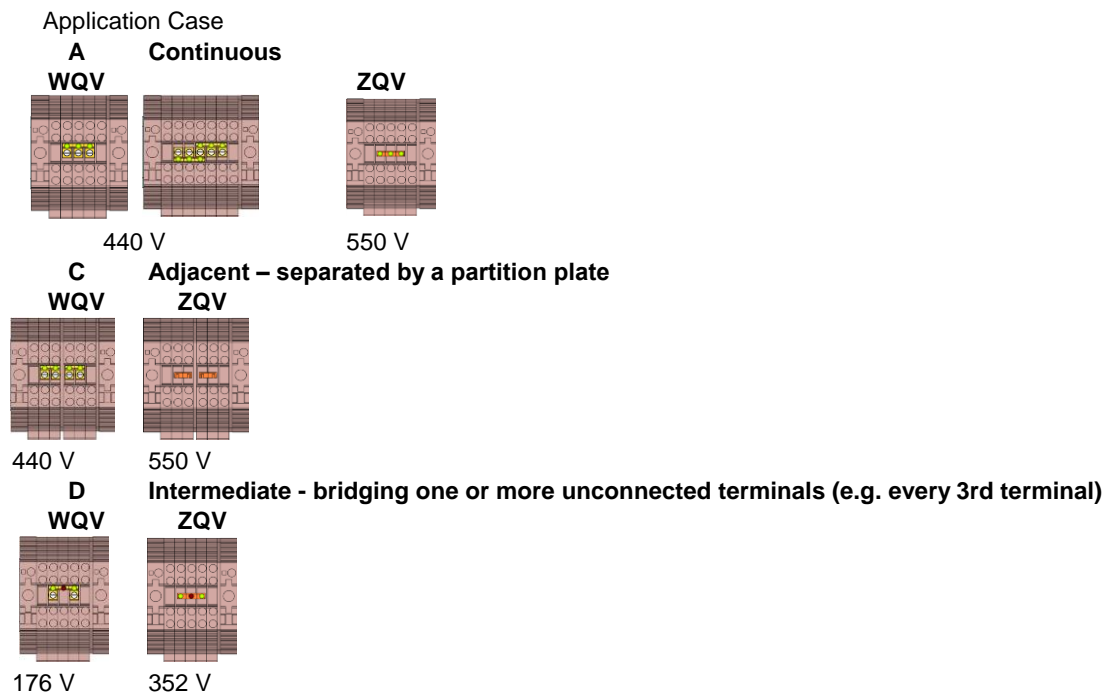 Application Case
A Continuous
WQV ZQV
440 V 550 V
C Adjacent – separated by a partition plate
WQV ZQV
440 V 550 V
D Intermediate - bridging one or more unconnected terminals (e.g. every 3rd terminal)
WQV ZQV
176 V 352 V